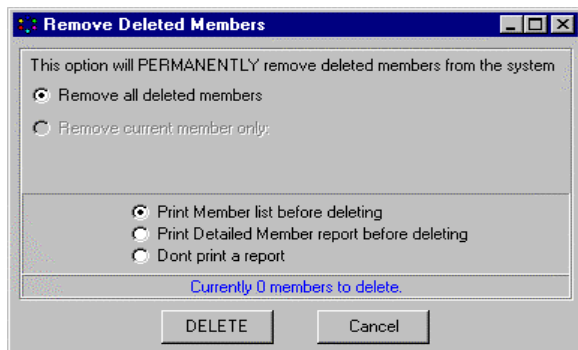 Remove Deleted Members
This option will PERMANENTLY remove deleted members from the system
Remove all deleted members
Remove current member only:
Print Member list before deleting
Print Detailed Member report before deleting
Dont print a report
Currently 0 members to delete.
DELETE Cancel